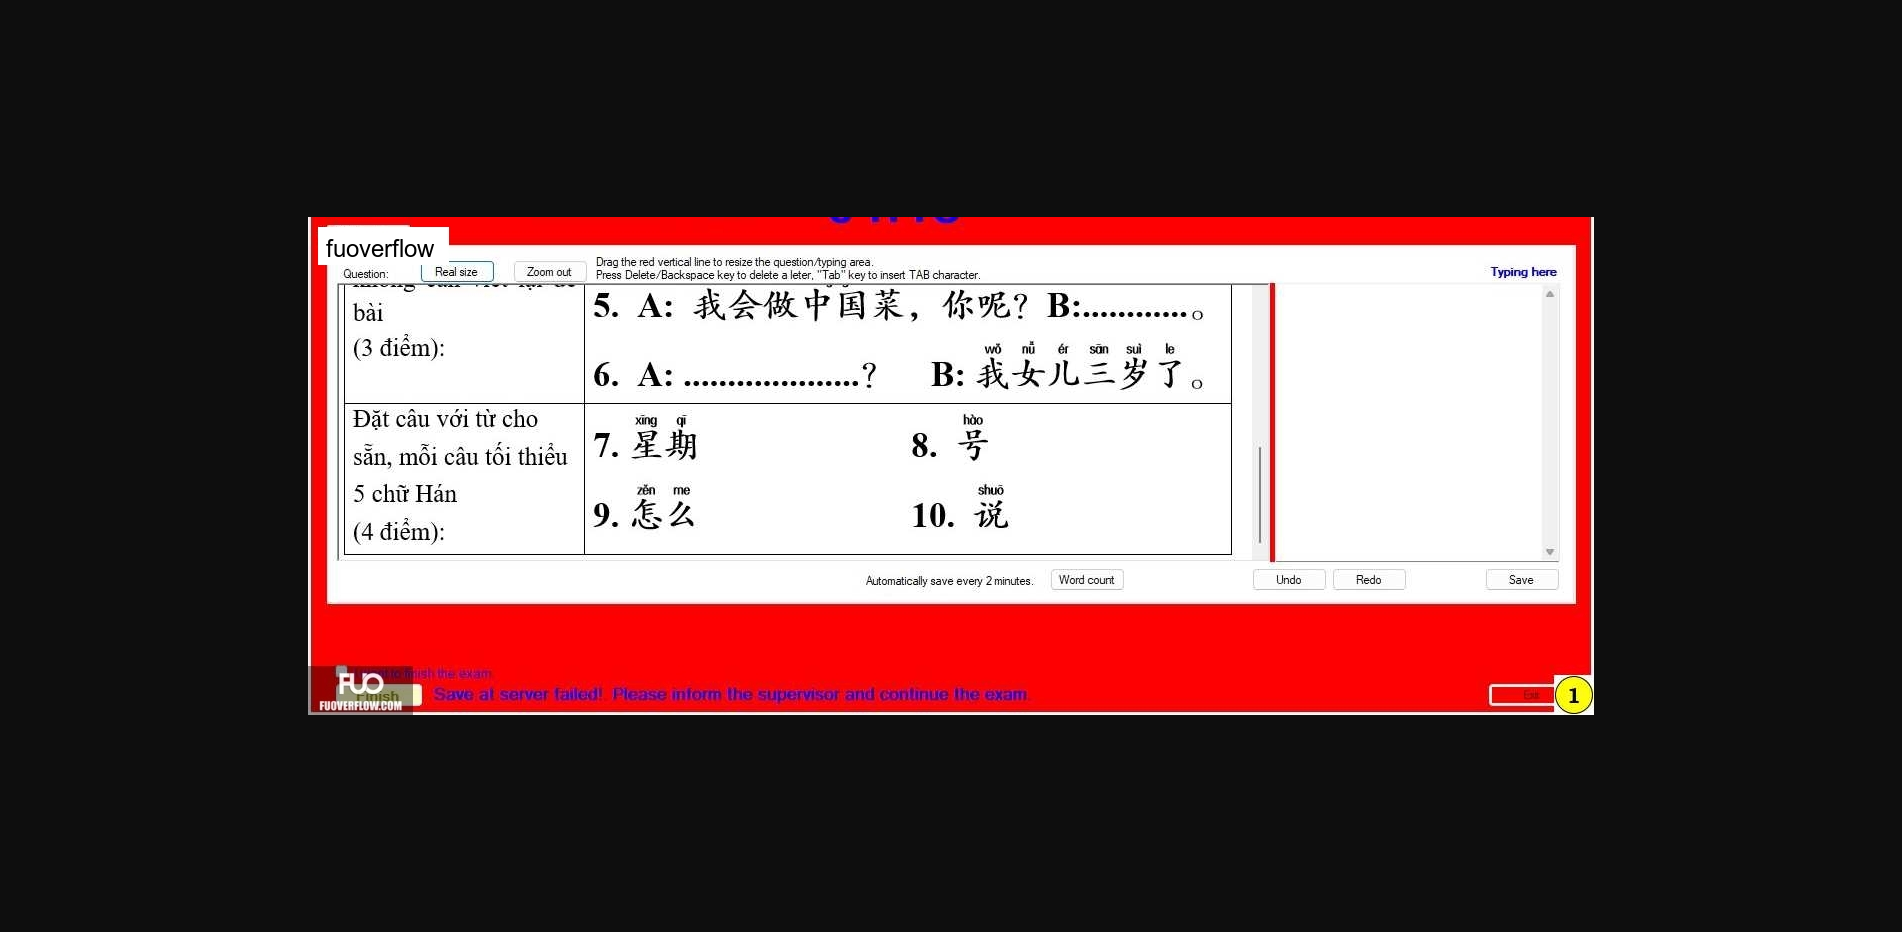 fuoverflow
Question:
Real size
Zoom out
Drag the red vertical line to resize the question/typing area.
Press Delete/Backspace key to delete a leter, "Tab" key to insert TAB character.
Typing here
không cần viết lại đề
bài
(3 điểm):
5. A: 我会做中国菜，你呢? B:............。
wǒ nǚ ér sān suì le
6. A: ....................? B: 我女儿三岁了。
Đặt câu với từ cho
sẵn, mỗi câu tối thiểu
5 chữ Hán
(4 điểm):
xīng qī
7. 星期
hào
8. 号
zěn me
9. 怎么
shuō
10. 说
Automatically save every 2 minutes.
Word count
Undo
Redo
Save
to finish the exam.
FUO
Finish
FUOVERFLOW.COM
Save at server failed!. Please inform the supervisor and continue the exam.
Exit
1